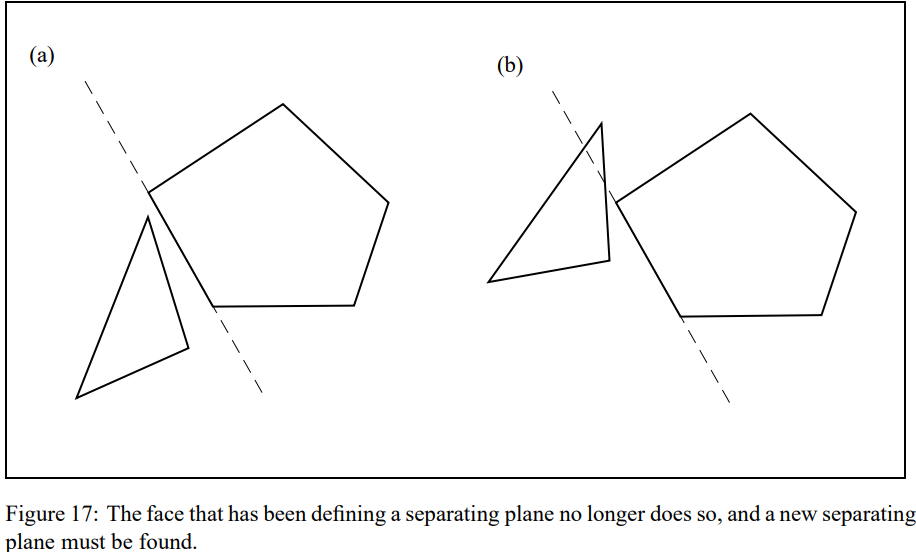 (a)
(b)
Figure 17: The face that has been defining a separating plane no longer does so, and a new separating
plane must be found.